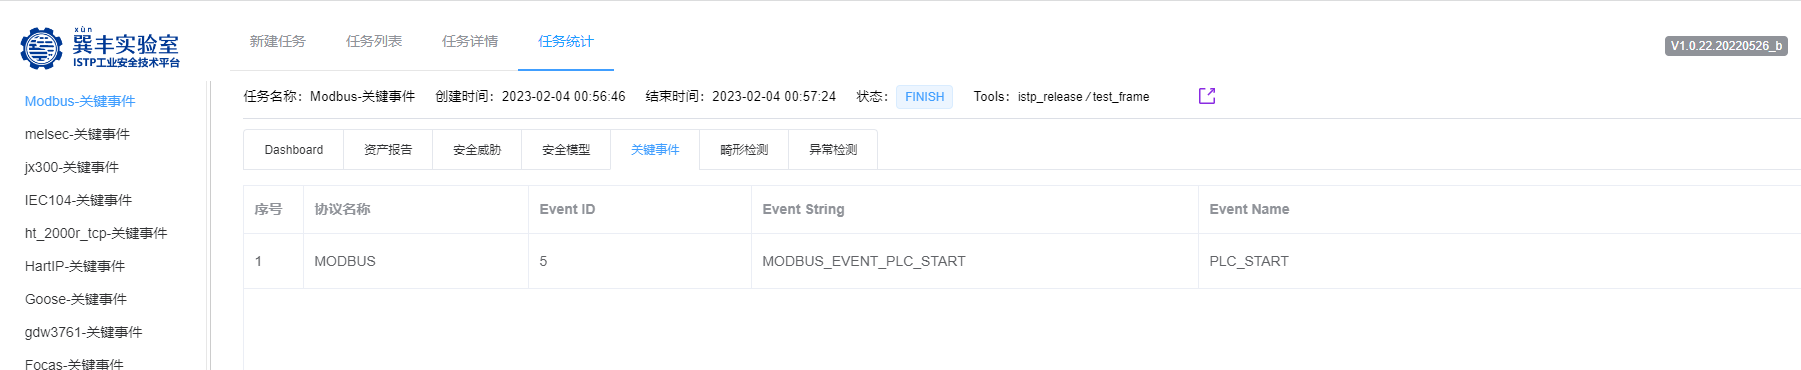 xùn
巽丰实验室
ISTP工业安全技术平台
新建任务 任务列表 任务详情 任务统计
V1.0.22.20220526_b
Modbus-关键事件
melsec-关键事件
jx300-关键事件
IEC104-关键事件
ht_2000r_tcp-关键事件
HartIP-关键事件
Goose-关键事件
gdw3761-关键事件
Focas-关键事件
任务名称：Modbus-关键事件 创建时间：2023-02-04 00:56:46 结束时间：2023-02-04 00:57:24 状态： FINISH Tools：istp_release / test_frame
Dashboard 资产报告 安全威胁 安全模型 关键事件 畸形检测 异常检测
序号 协议名称 Event ID Event String Event Name
1 MODBUS 5 MODBUS_EVENT_PLC_START PLC_START